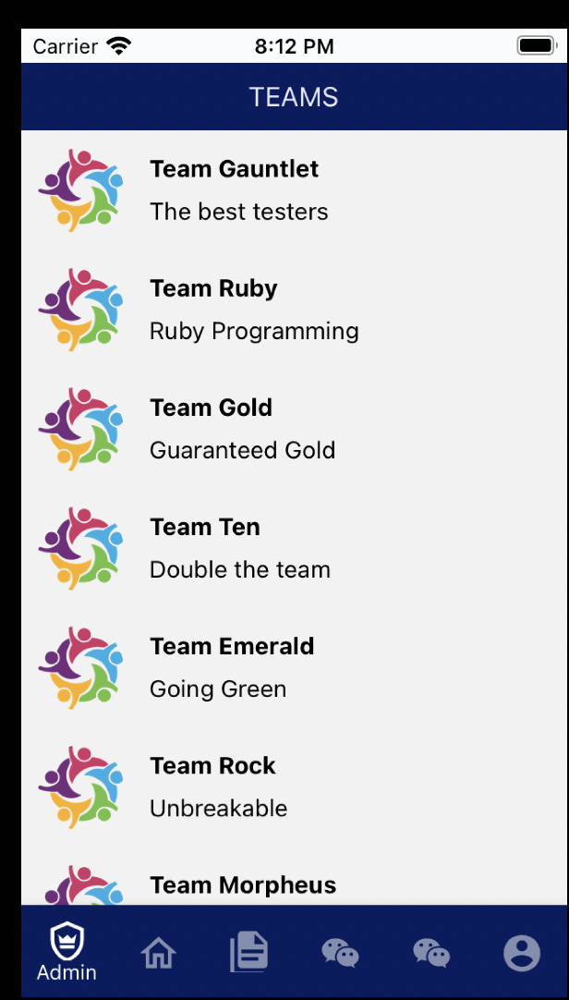 Carrier 8:12 PM
TEAMS
Team Gauntlet
The best testers
Team Ruby
Ruby Programming
Team Gold
Guaranteed Gold
Team Ten
Double the team
Team Emerald
Going Green
Team Rock
Unbreakable
Team Morpheus
Admin